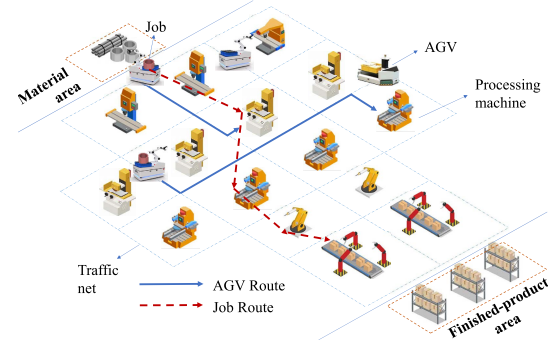 Job
AGV
Material
area
Processing
machine
Traffic
net
AGV Route
Job Route
Finished-product
area